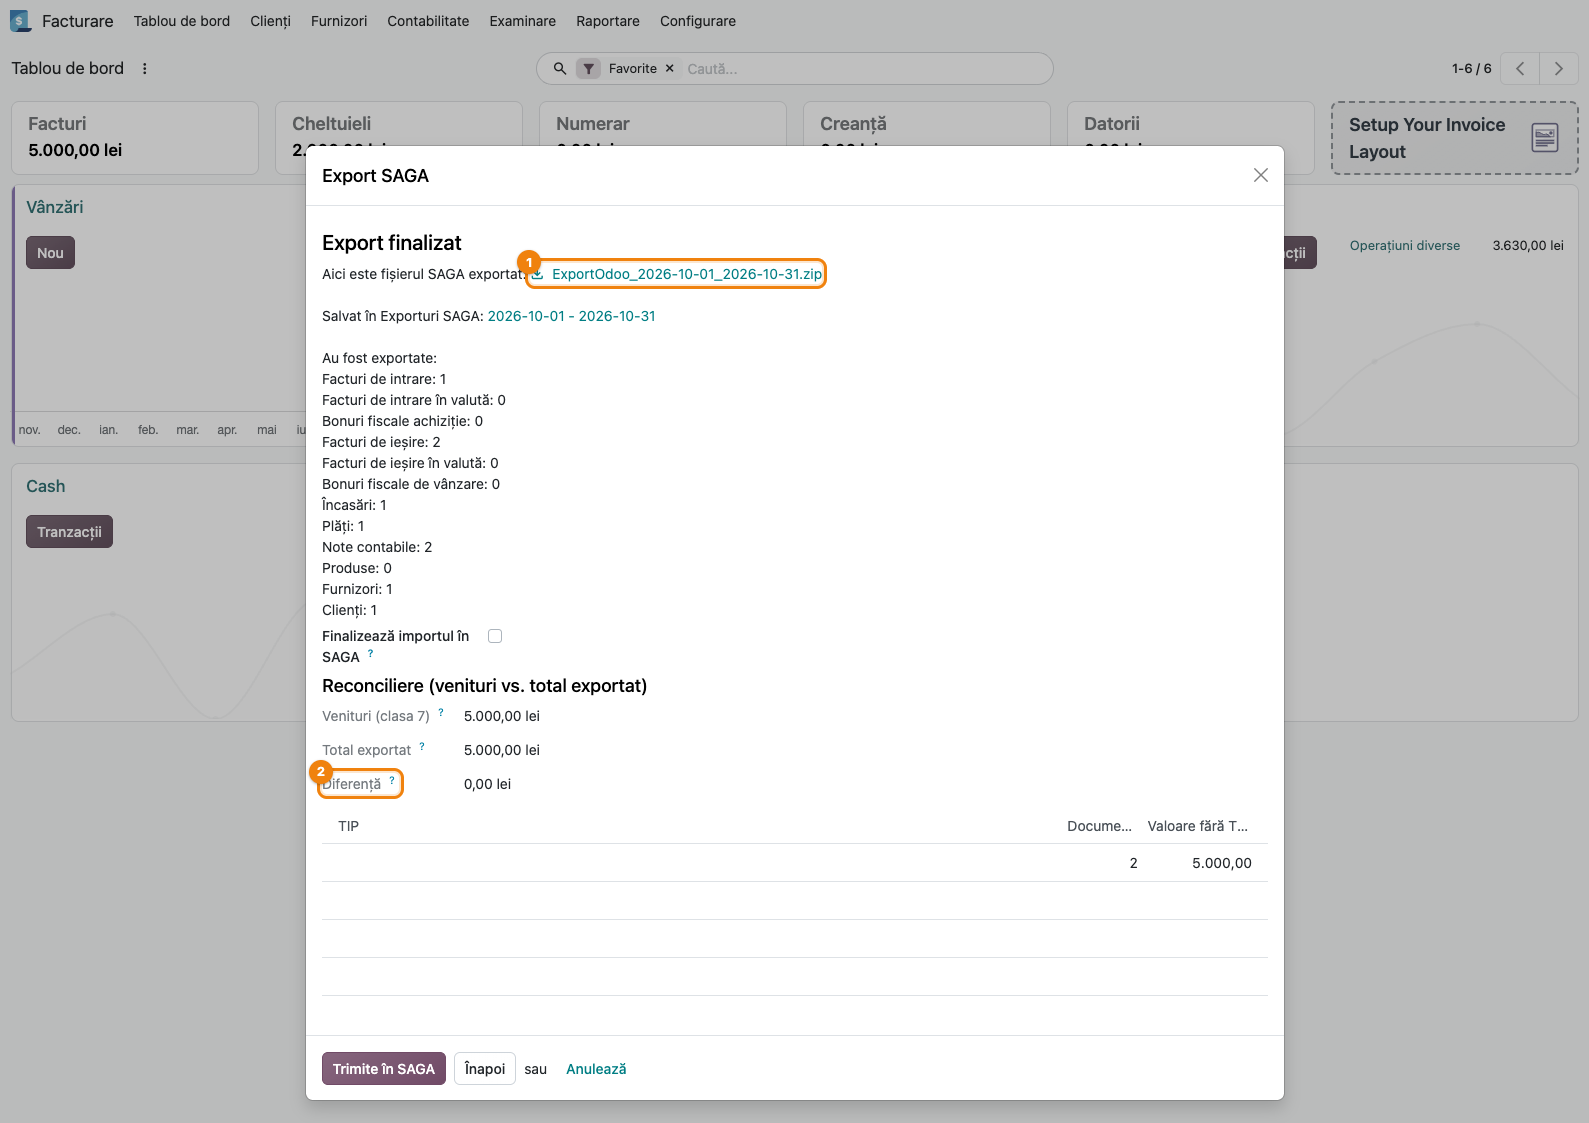 Facturare
Tablou de bord
Clienți
Furnizori
Contabilitate
Examinare
Raportare
Configurare
Tablou de bord
Favorite
Caută...
1-6 / 6
Facturi
5.000,00 lei
Cheltuieli
Numerar
Creanță
Datorii
Setup Your Invoice
Layout
Vânzări
Nou
nov.
dec.
ian.
feb.
mar.
apr.
mai
Operațiuni diverse
3.630,00 lei
Cash
Tranzacții
Export SAGA
Export finalizat
Aici este fișierul SAGA exportat:
1
ExportOdoo_2026-10-01_2026-10-31.zip
Salvat în Exporturi SAGA: 2026-10-01 - 2026-10-31
Au fost exportate:
Facturi de intrare: 1
Facturi de intrare în valută: 0
Bonuri fiscale achiziție: 0
Facturi de ieșire: 2
Facturi de ieșire în valută: 0
Bonuri fiscale de vânzare: 0
Încasări: 1
Plăți: 1
Note contabile: 2
Produse: 0
Furnizori: 1
Clienți: 1
Finalizează importul în
SAGA ?
Reconciliere (venituri vs. total exportat)
Venituri (clasa 7) ? 5.000,00 lei
Total exportat ? 5.000,00 lei
2
Diferență ? 0,00 lei
TIP Docume... Valoare fără T...
2 5.000,00
Trimite în SAGA
Înapoi
sau
Anulează